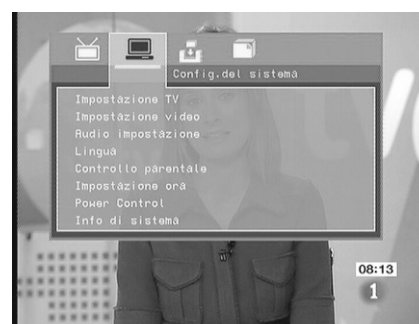 Config.del sistema
Impostazione TV
Impostazione video
Audio impostazione
Lingua
Controllo parentale
Impostazione ora
Power Control
Info di sistema
08:13
1